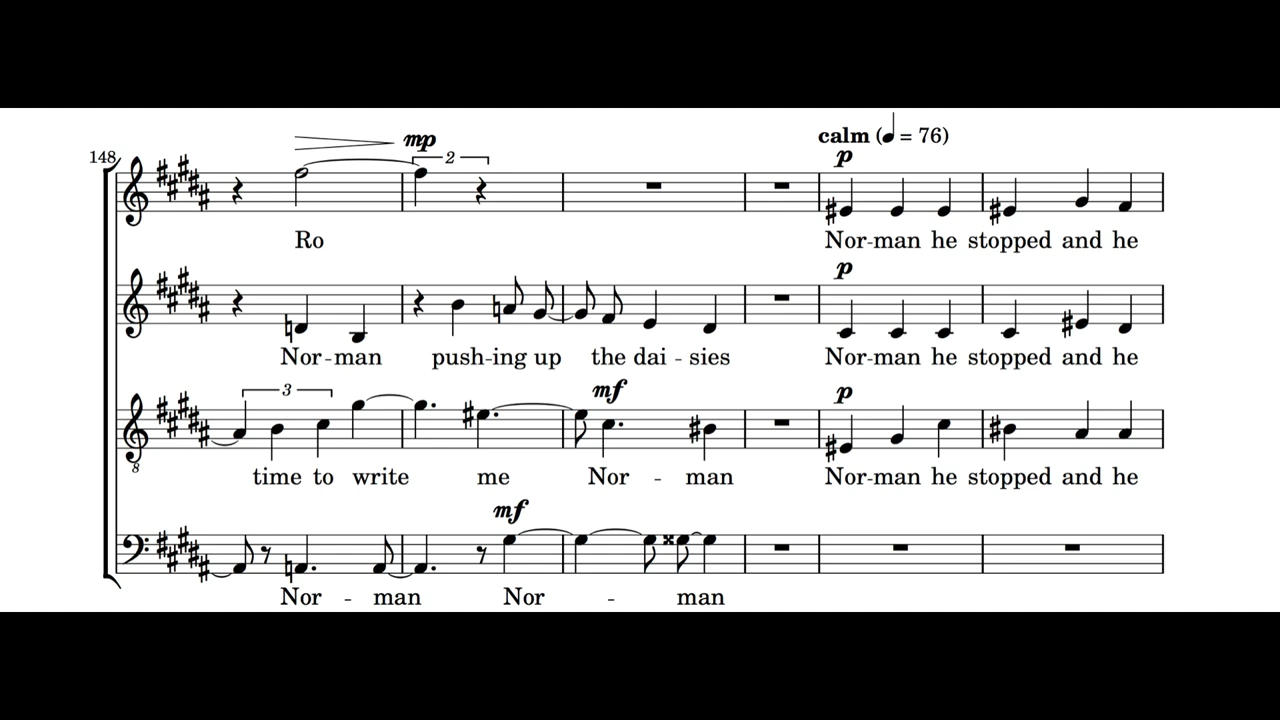 calm (♩ = 76)
148
mp
2
p
Ro
Nor-man he stopped and he
p
Nor-man push-ing up the dai-sies
Nor-man he stopped and he
3
mf
p
time to write me Nor-man
Nor-man he stopped and he
mf
Nor-man Nor-man